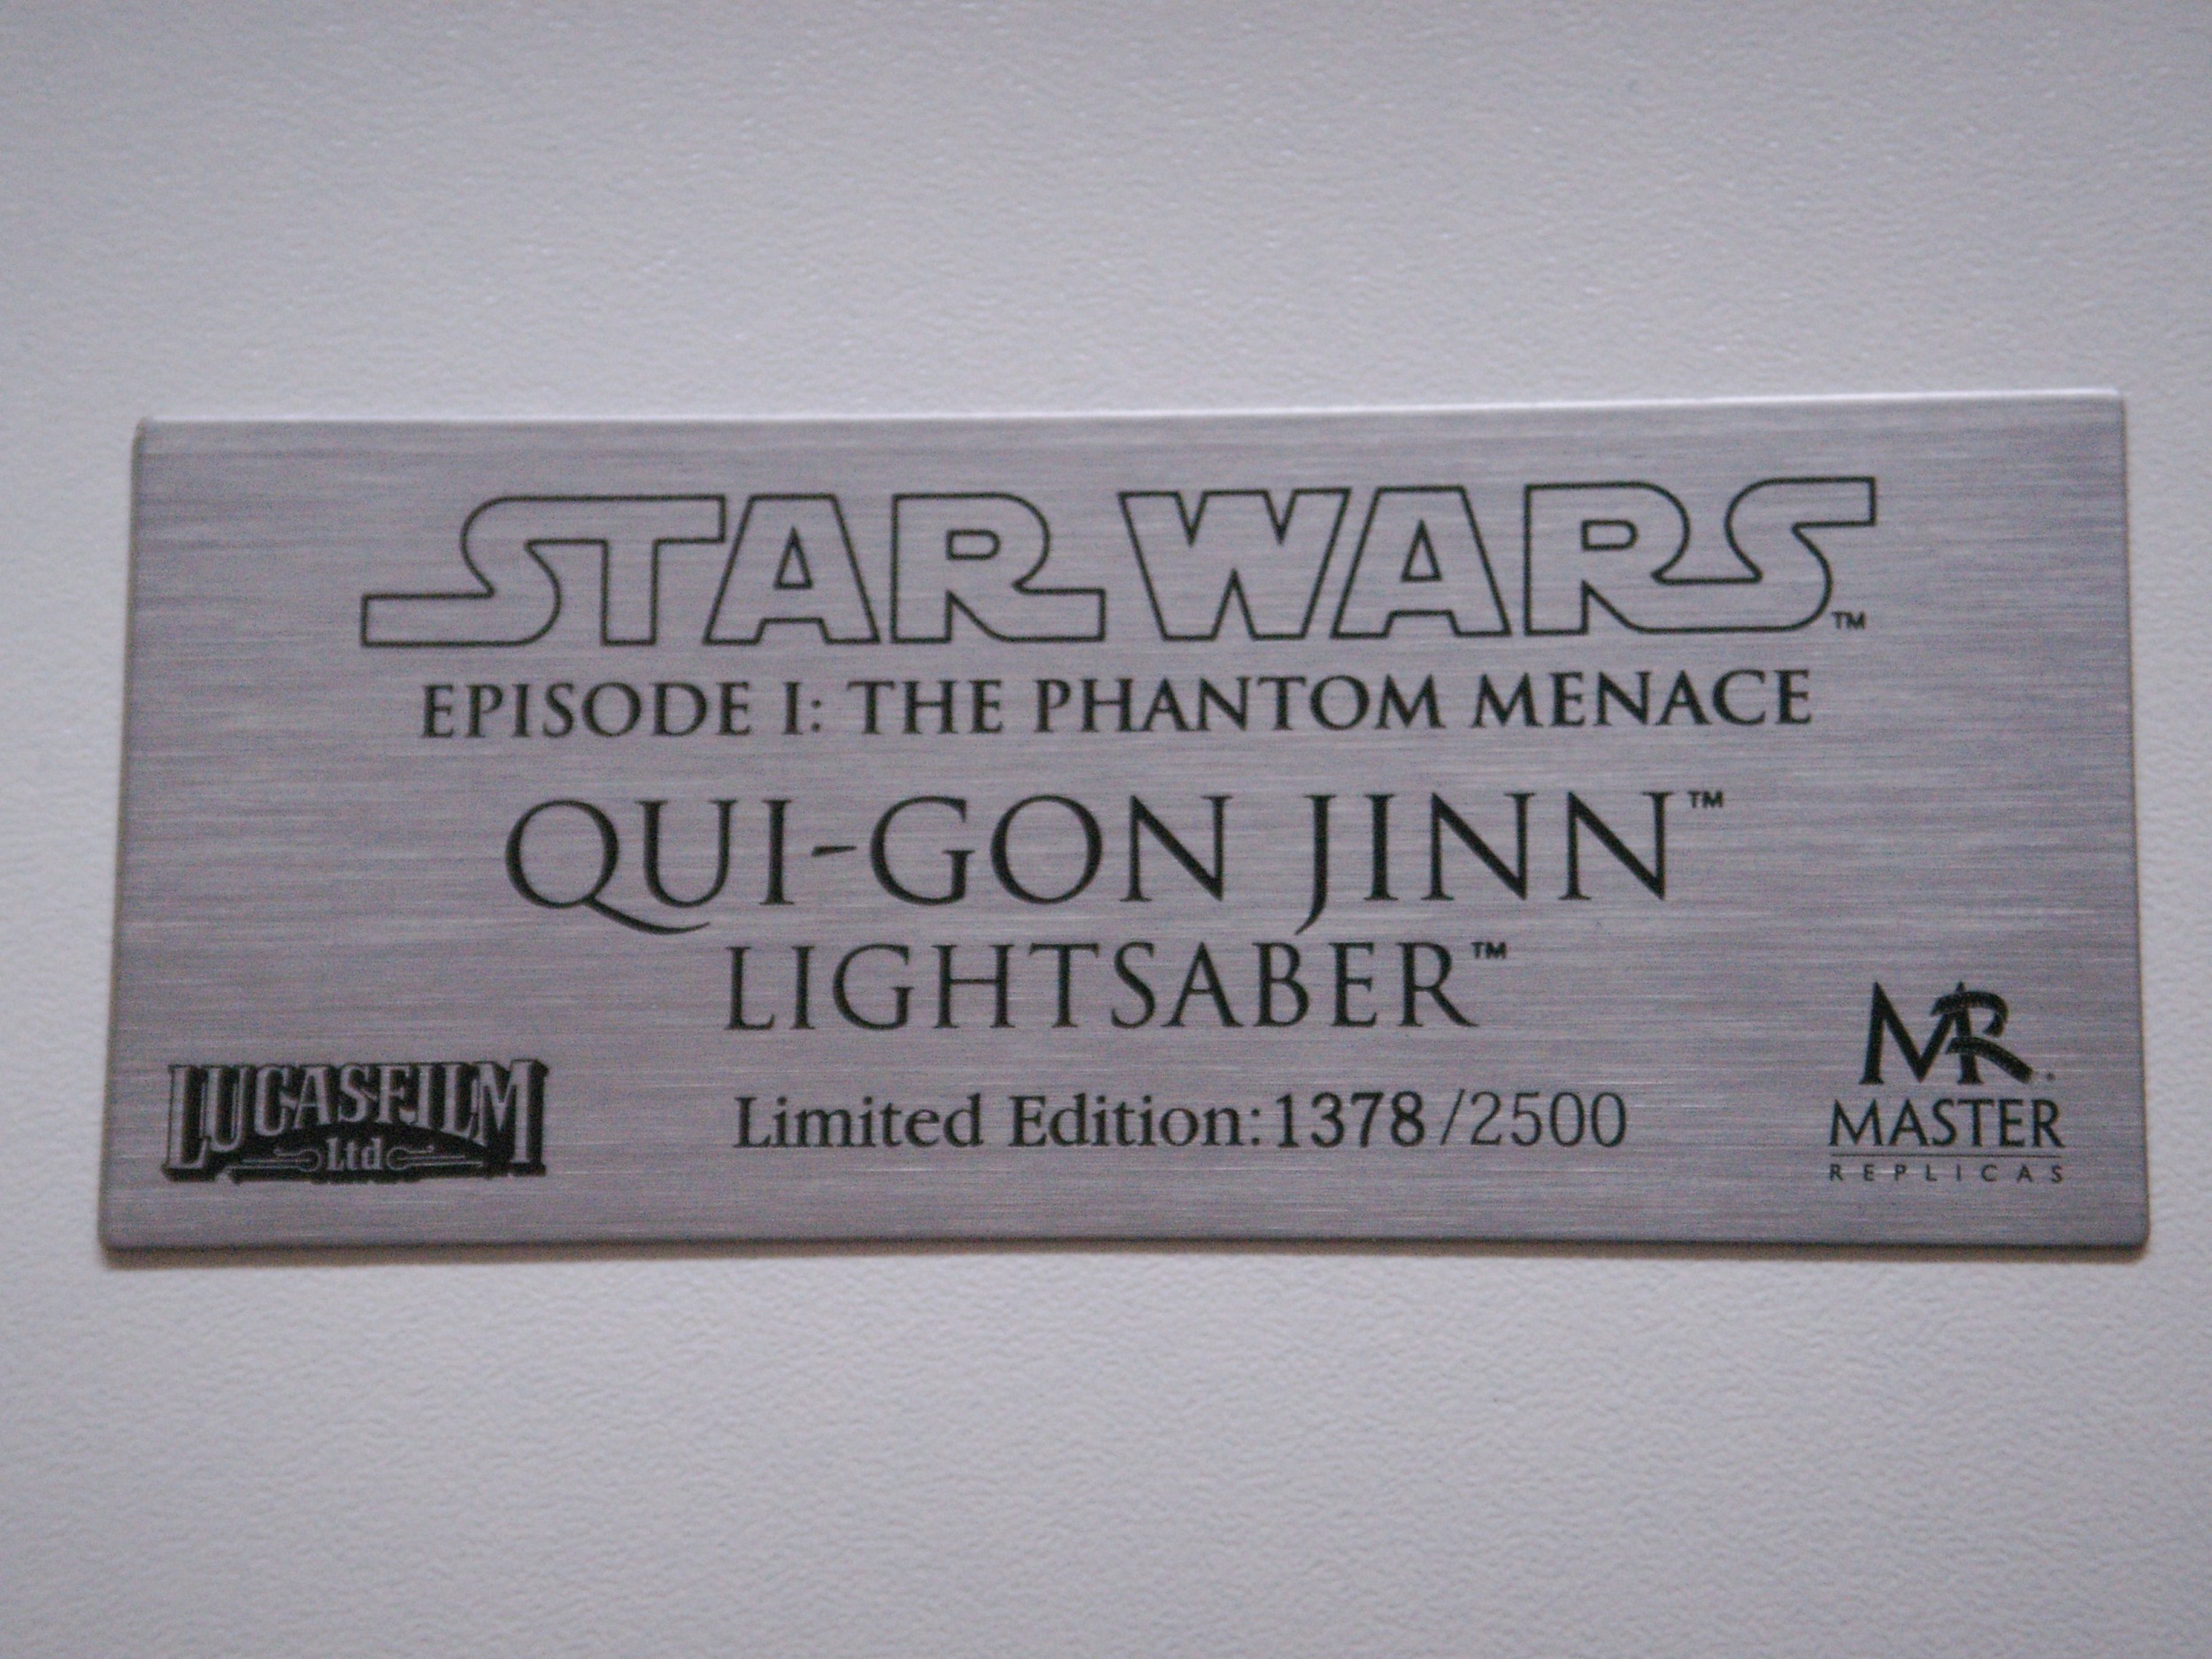 STAR WARS™
EPISODE I: THE PHANTOM MENACE
QUI-GON JINN™
LIGHTSABER™
Limited Edition: 1378/2500
LUCASFILM
Ltd
MR
MASTER
REPLICAS